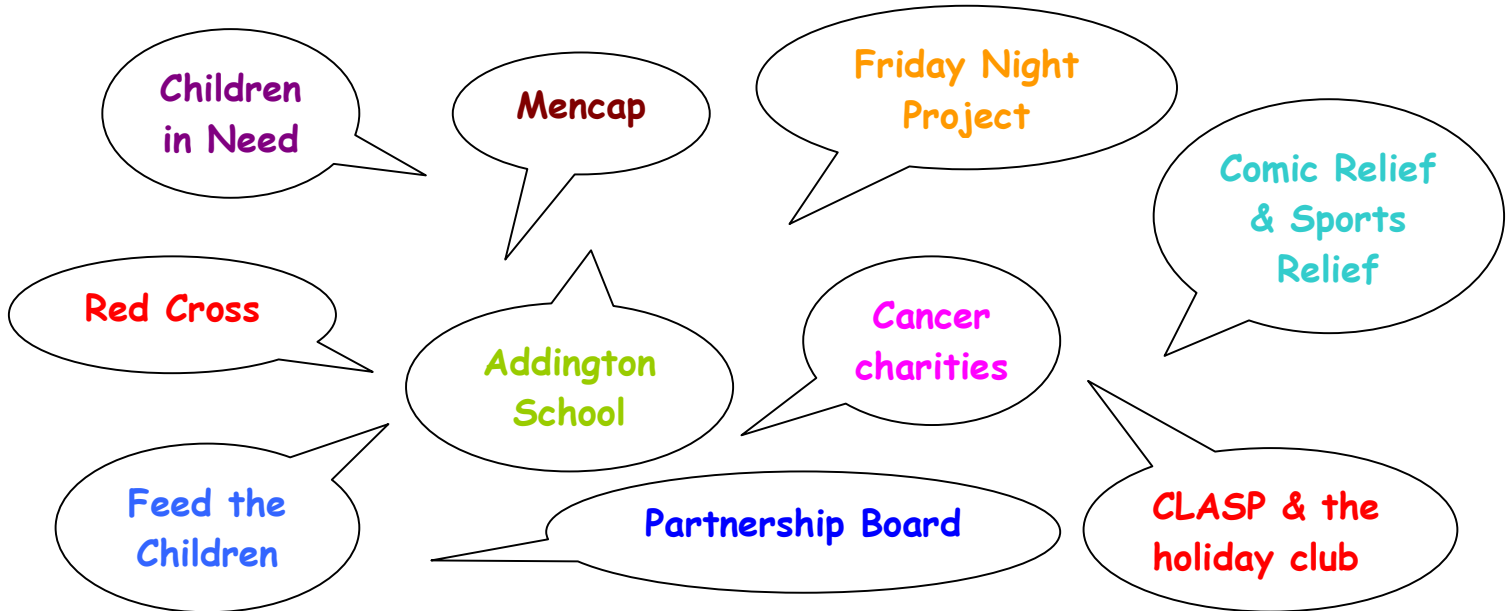 Children
in Need
Mencap
Friday Night
Project
Comic Relief
& Sports
Relief
Red Cross
Addington
School
Cancer
charities
Feed the
Children
Partnership Board
CLASP & the
holiday club